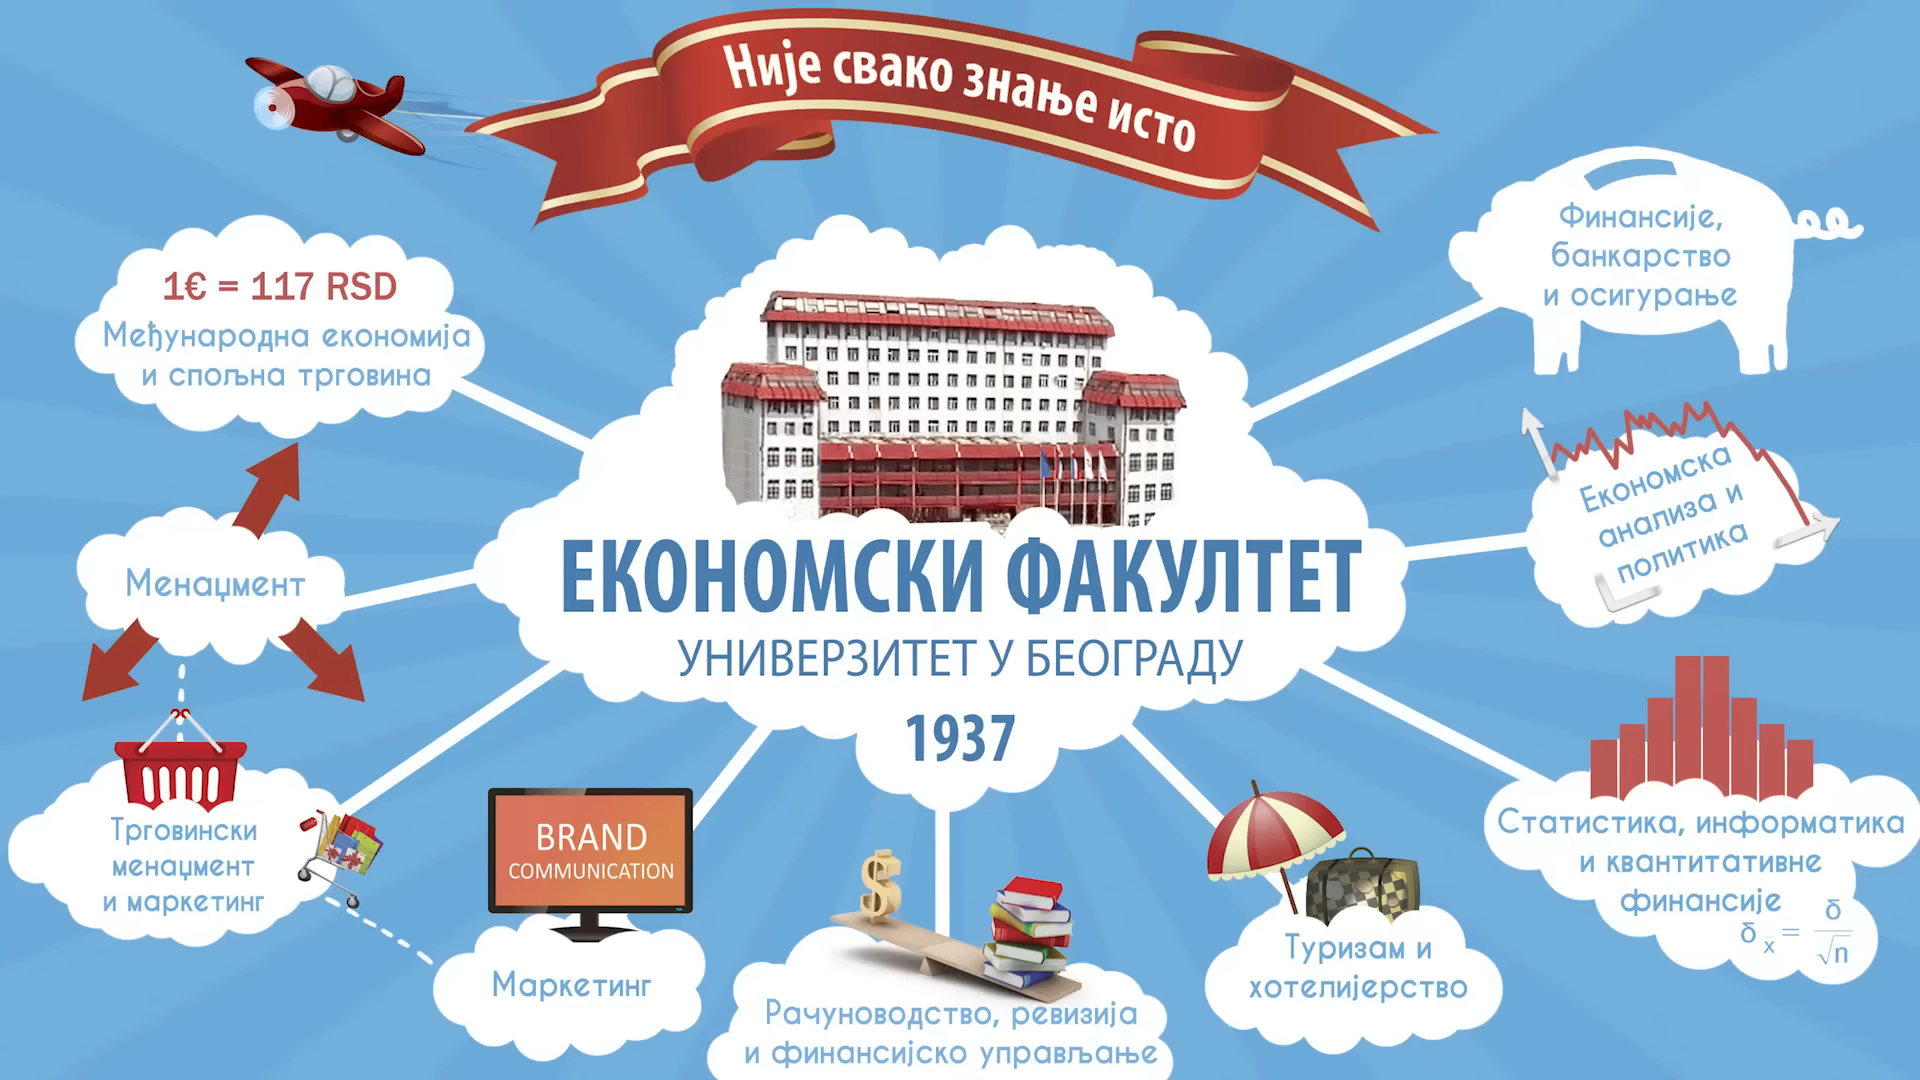 Није свако знање исто
1€ = 117 RSD
Међународна економија
и спољна трговина
Финансије,
банкарство
и осигурање
Економска
анализа и
политика
Менаџмент
ЕКОНОМСКИ ФАКУЛТЕТ
УНИВЕРЗИТЕТ У БЕОГРАДУ
1937
Трговински
менаџмент
и маркетинг
BRAND
COMMUNICATION
Маркетинг
$
Рачуноводство, ревизија
и финансијско управљање
Туризам и
хотелијерство
Статистика, информатика
и квантитативне
финансије
δx̄ = δ/√n